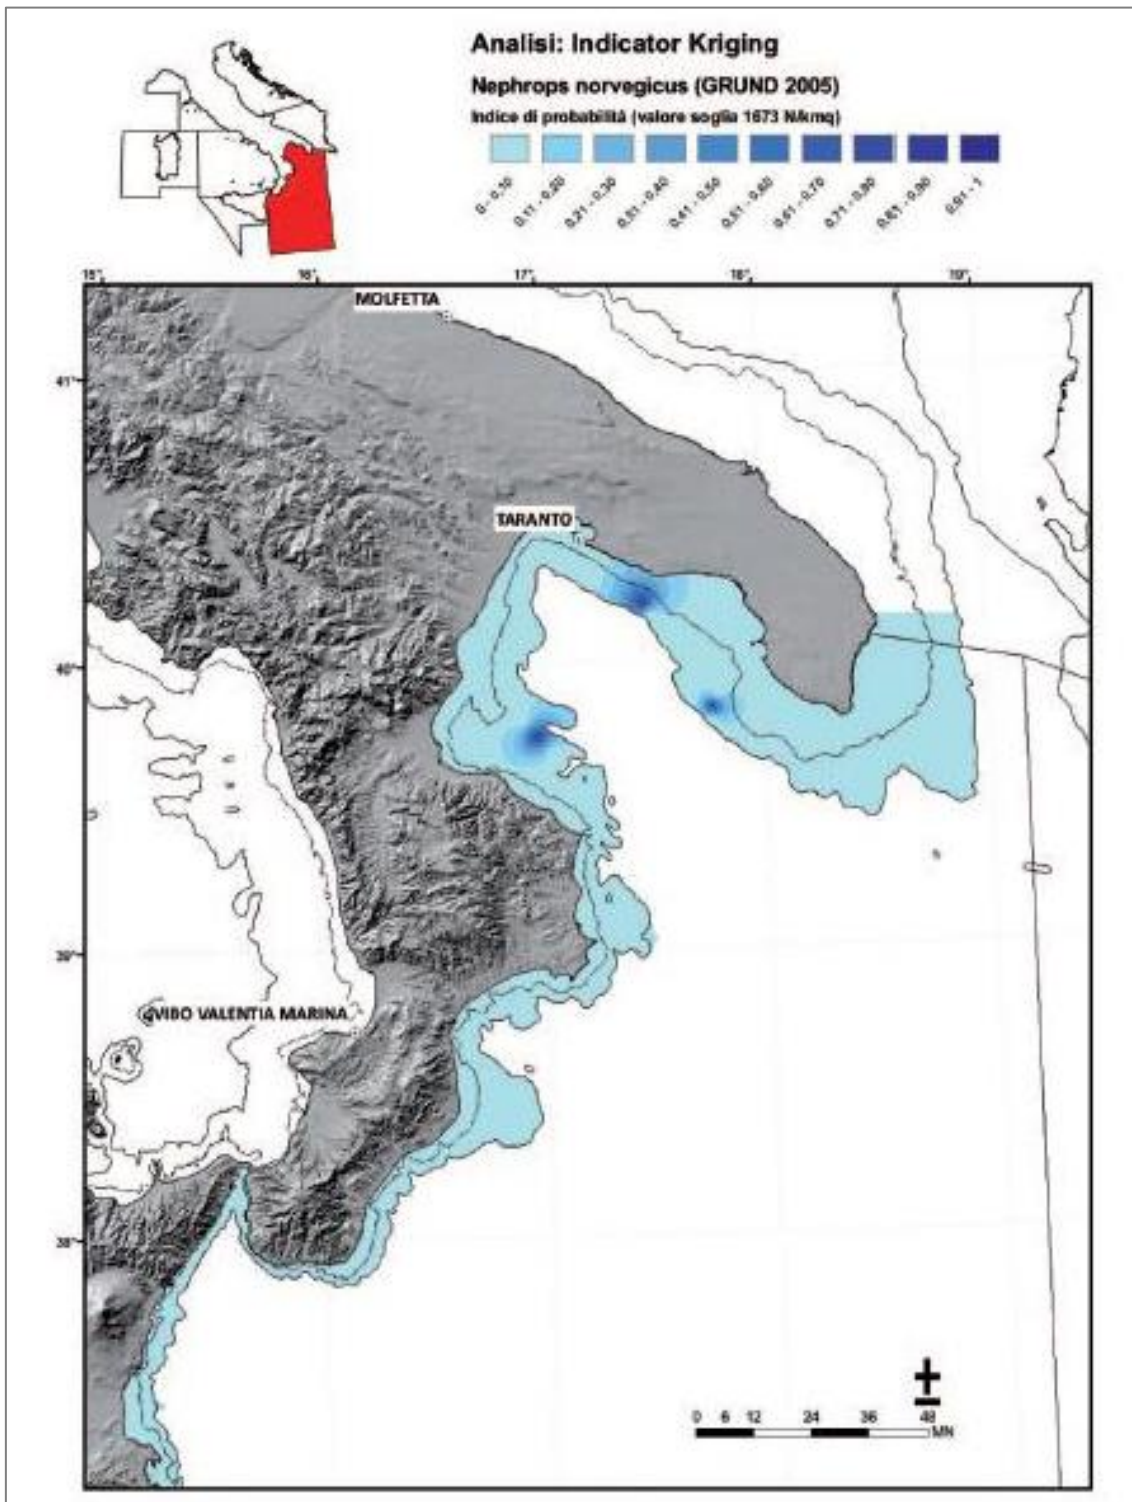 Analisi: Indicator Kriging
Nephrops norvegicus (GRUND 2005)
Indice di probabilità (valore soglia 1673 N/kmq)
0 - 0,10
0,11 - 0,20
0,21 - 0,30
0,31 - 0,40
0,41 - 0,50
0,51 - 0,60
0,61 - 0,70
0,71 - 0,80
0,81 - 0,90
0,91 - 1
15° 16° 17° 18° 19°
MOLFETTA
41°
TARANTO
40°
39°
VIBO VALENTIA MARINA
38°
0 6 12 24 36 48
MN